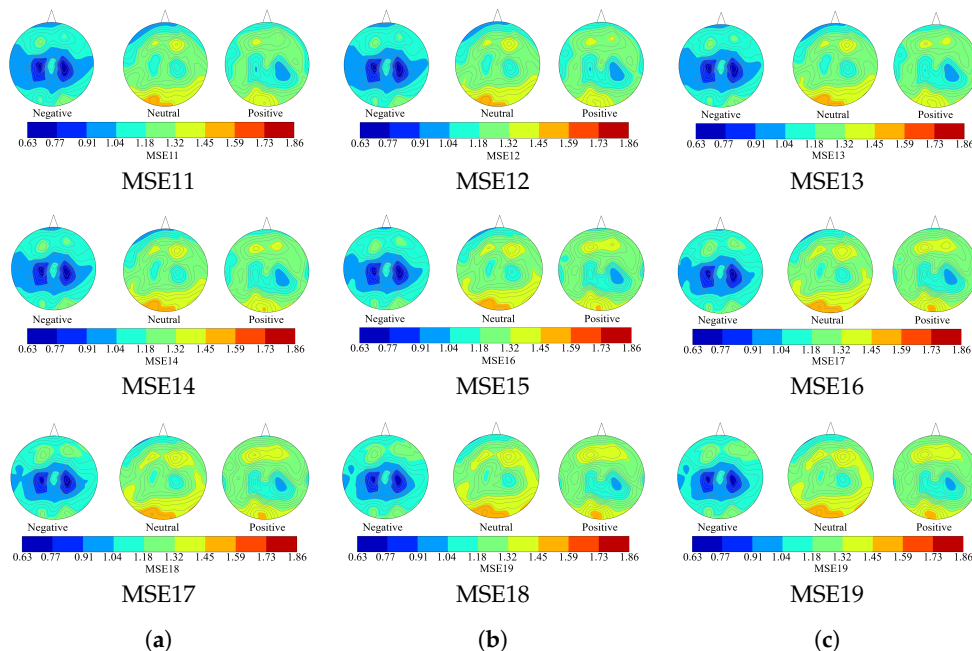 Negative Neutral Positive Negative Neutral Positive Negative Neutral Positive
0.63 0.77 0.91 1.04 1.18 1.32 1.45 1.59 1.73 1.86 0.63 0.77 0.91 1.04 1.18 1.32 1.45 1.59 1.73 1.86 0.63 0.77 0.91 1.04 1.18 1.32 1.45 1.59 1.73 1.86
MSE11 MSE12 MSE13
MSE11 MSE12 MSE13
Negative Neutral Positive Negative Neutral Positive Negative Neutral Positive
0.63 0.77 0.91 1.04 1.18 1.32 1.45 1.59 1.73 1.86 0.63 0.77 0.91 1.04 1.18 1.32 1.45 1.59 1.73 1.86 0.63 0.77 0.91 1.04 1.18 1.32 1.45 1.59 1.73 1.86
MSE14 MSE16 MSE17
MSE14 MSE15 MSE16
Negative Neutral Positive Negative Neutral Positive Negative Neutral Positive
0.63 0.77 0.91 1.04 1.18 1.32 1.45 1.59 1.73 1.86 0.63 0.77 0.91 1.04 1.18 1.32 1.45 1.59 1.73 1.86 0.63 0.77 0.91 1.04 1.18 1.32 1.45 1.59 1.73 1.86
MSE18 MSE19 MSE19
MSE17 MSE18 MSE19
(a) (b) (c)